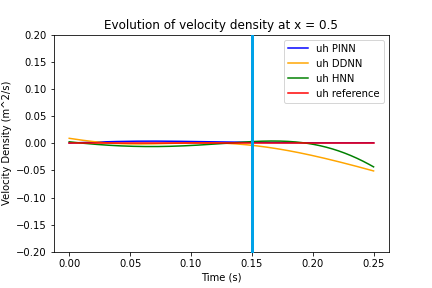 Evolution of velocity density at x = 0.5
Velocity Density (m^2/s)
0.20
0.15
0.10
0.05
0.00
−0.05
−0.10
−0.15
−0.20
uh PINN
uh DDNN
uh HNN
uh reference
0.00 0.05 0.10 0.15 0.20 0.25
Time (s)